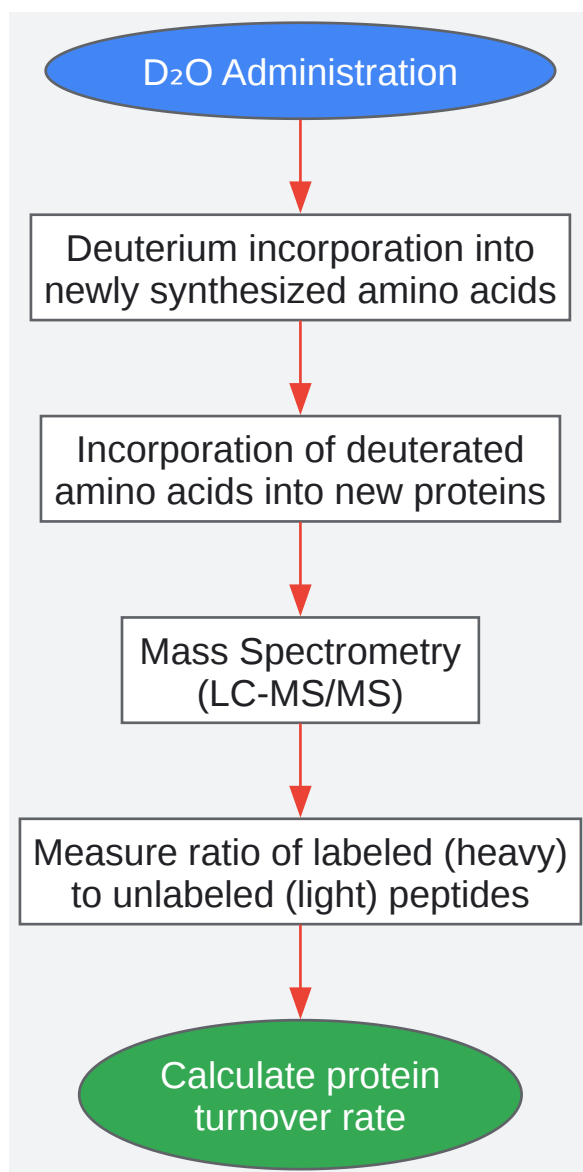 D₂O Administration
Deuterium incorporation into
newly synthesized amino acids
Incorporation of deuterated
amino acids into new proteins
Mass Spectrometry
(LC-MS/MS)
Measure ratio of labeled (heavy)
to unlabeled (light) peptides
Calculate protein
turnover rate